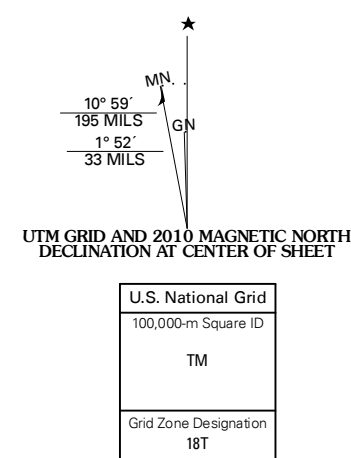 ★
MN
10° 59´
195 MILS
GN
1° 52´
33 MILS
UTM GRID AND 2010 MAGNETIC NORTH
DECLINATION AT CENTER OF SHEET
U.S. National Grid
100,000-m Square ID
TM
Grid Zone Designation
18T